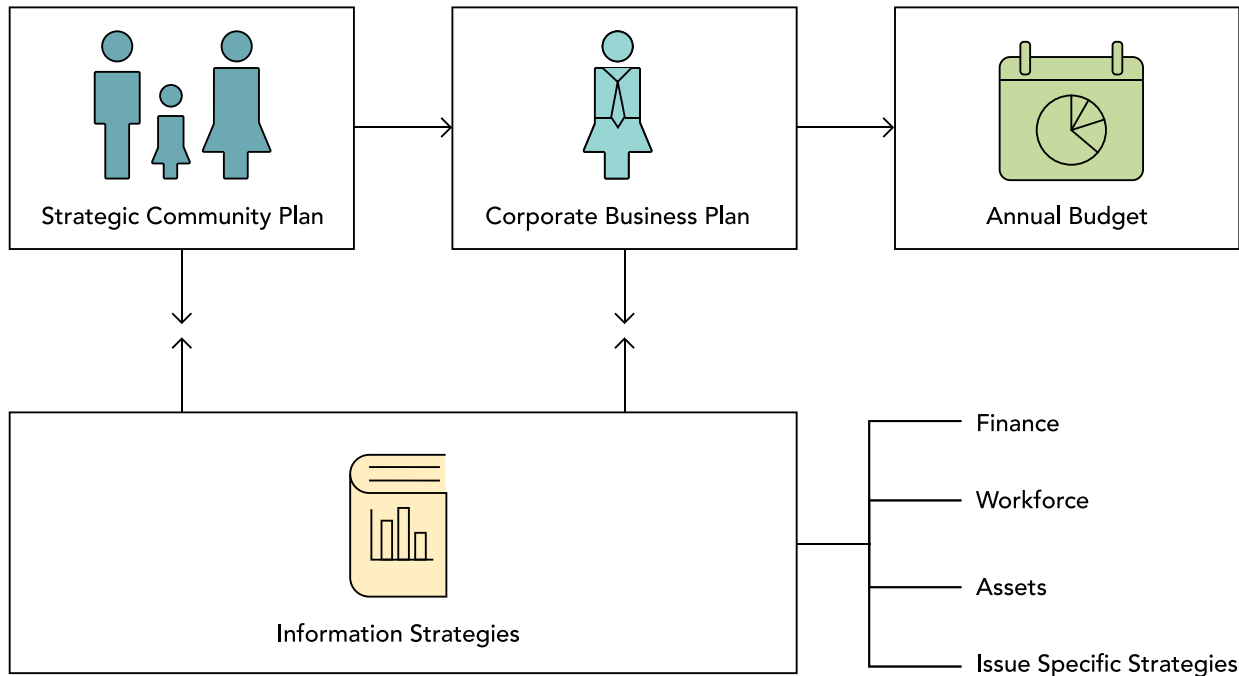 Strategic Community Plan
Corporate Business Plan
Annual Budget
Finance
Workforce
Assets
Issue Specific Strategies
Information Strategies